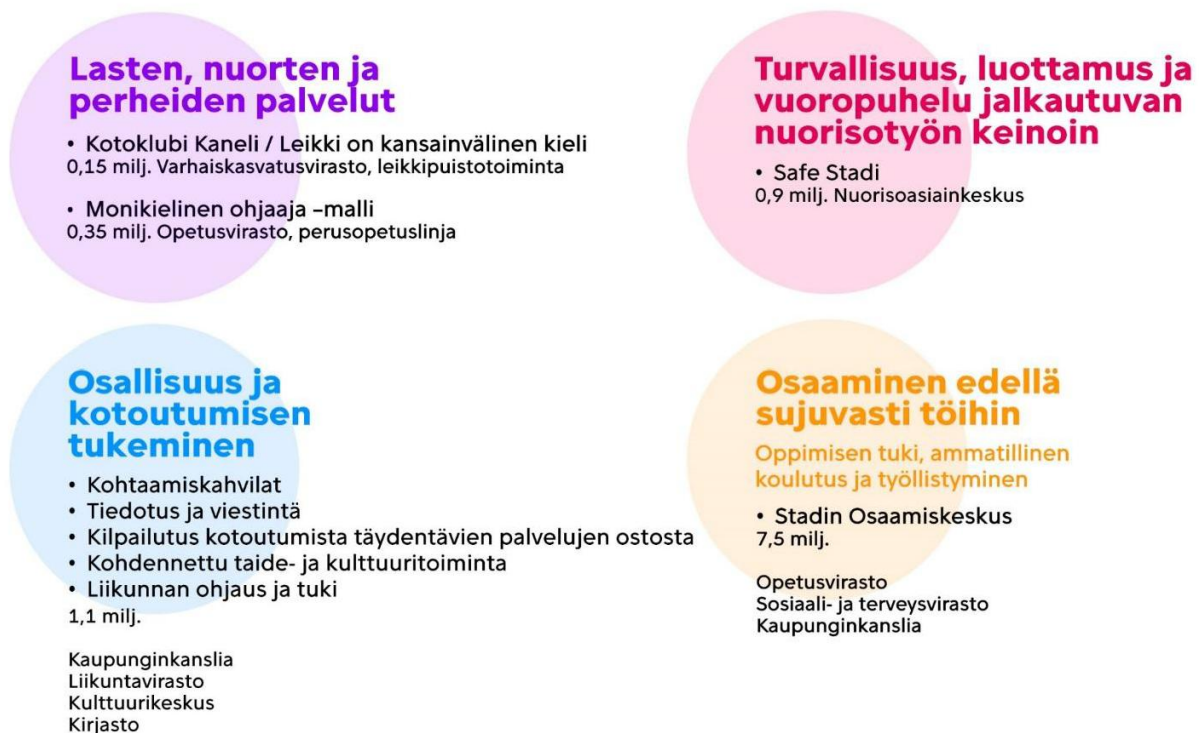 Lasten, nuorten ja
perheiden palvelut
• Kotoklubi Kaneli / Leikki on kansainvälinen kieli
0,15 milj. Varhaiskasvatusvirasto, leikkipuistotoiminta
• Monikielinen ohjaaja –malli
0,35 milj. Opetusvirasto, perusopetuslinja
Turvallisuus, luottamus ja
vuoropuhelu jalkautuvan
nuorisotyön keinoin
• Safe Stadi
0,9 milj. Nuorisoasiainkeskus
Osallisuus ja
kotoutumisen
tukeminen
• Kohtaamiskahvilat
• Tiedotus ja viestintä
• Kilpailutus kotoutumista täydentävien palvelujen ostosta
• Kohdennettu taide- ja kulttuuritoiminta
• Liikunnan ohjaus ja tuki
1,1 milj.
Kaupunginkanslia
Liikuntavirasto
Kulttuurikeskus
Kirjasto
Osaaminen edellä
sujuvasti töihin
Oppimisen tuki, ammatillinen
koulutus ja työllistyminen
• Stadin Osaamiskeskus
7,5 milj.
Opetusvirasto
Sosiaali- ja terveysvirasto
Kaupunginkanslia